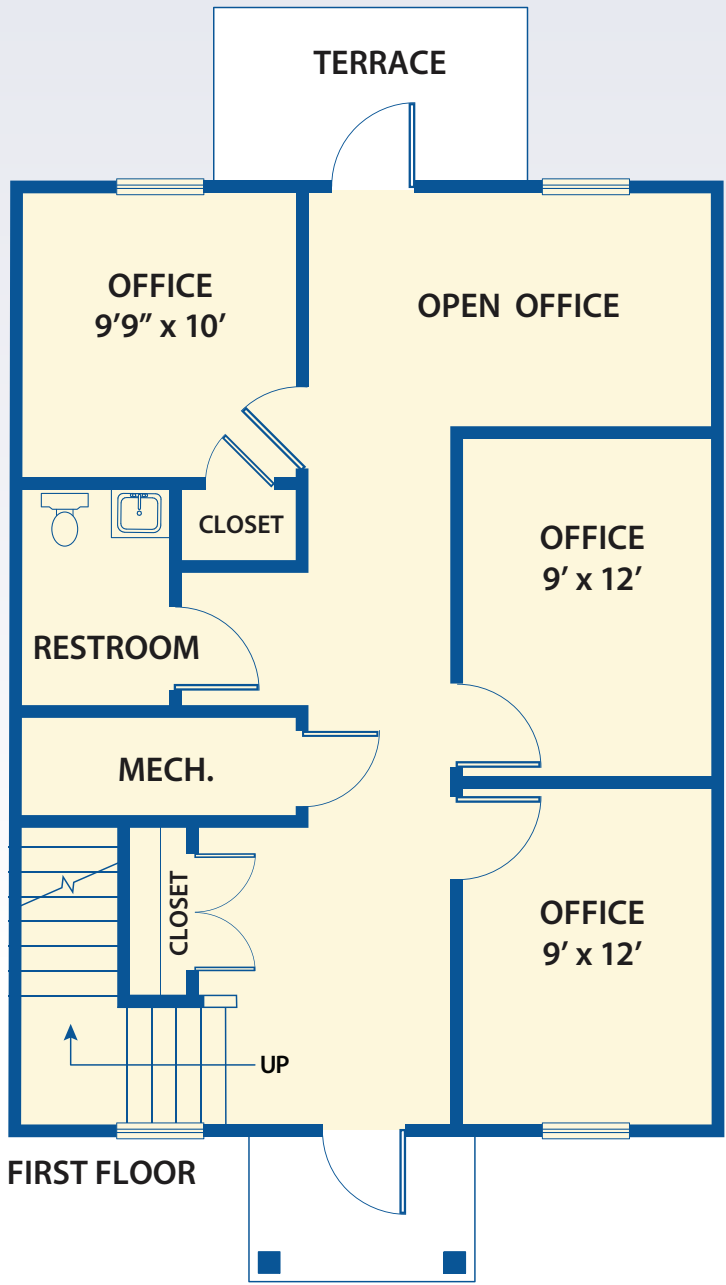 TERRACE
OFFICE
9’9” x 10’
OPEN OFFICE
CLOSET
OFFICE
9’ x 12’
RESTROOM
MECH.
CLOSET
OFFICE
9’ x 12’
UP
FIRST FLOOR